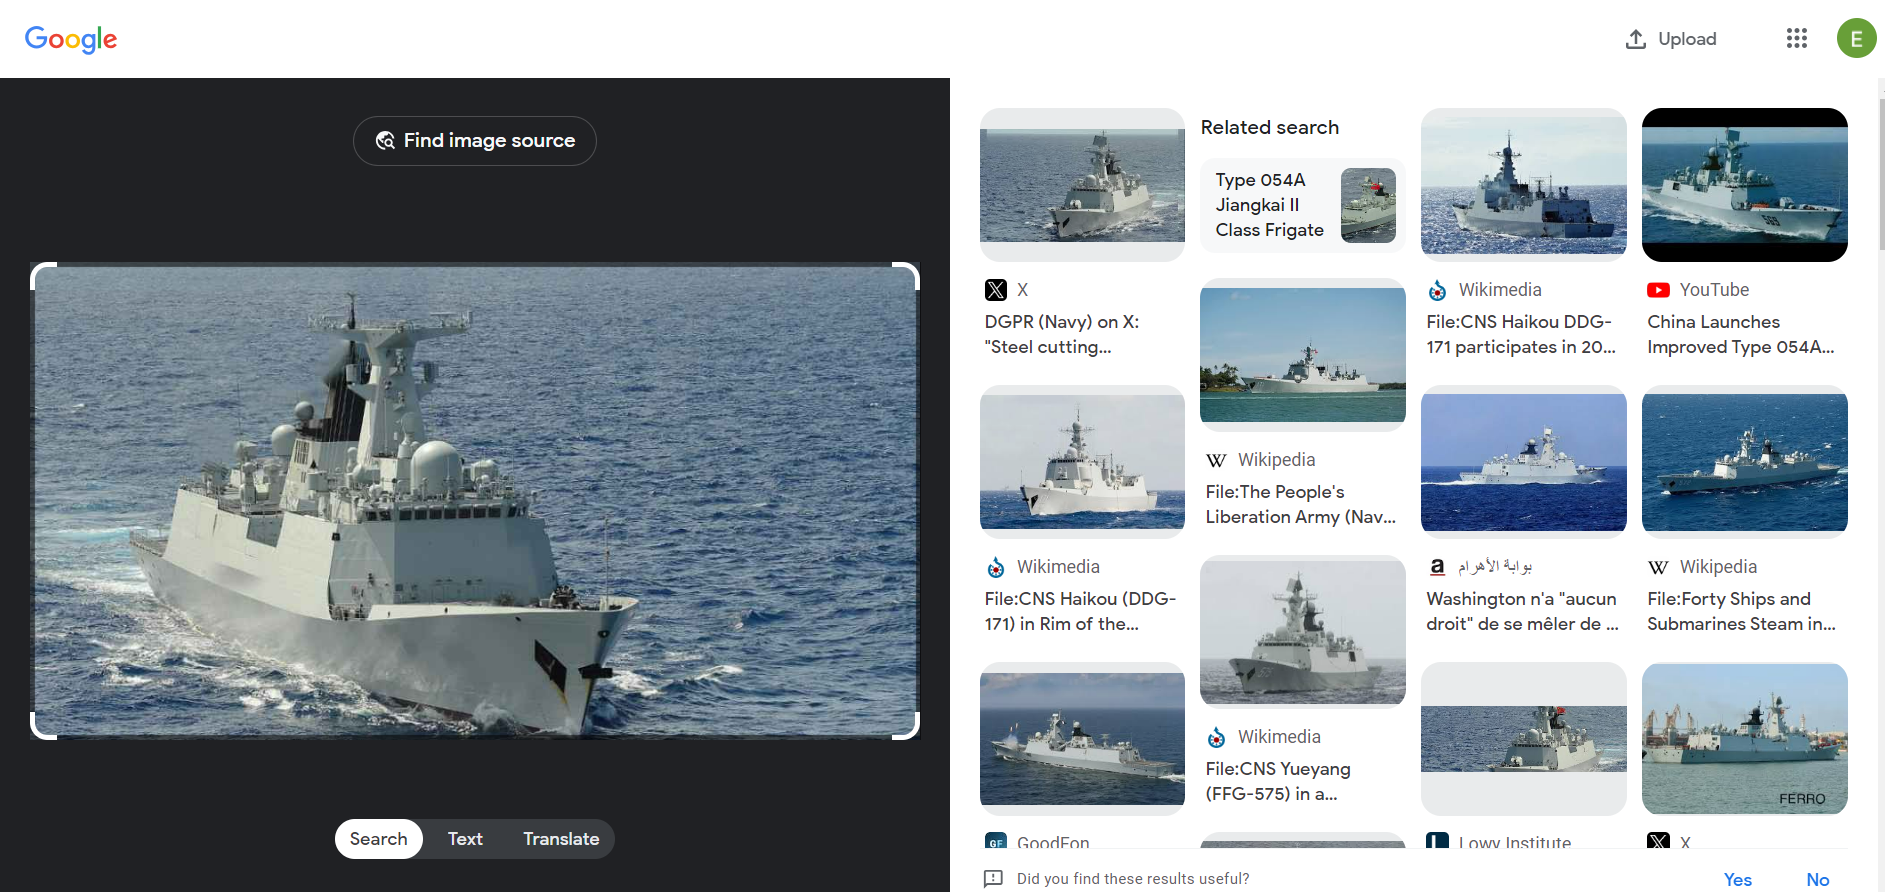 Google
Upload
E
Find image source
Search
Text
Translate
X
DGPR (Navy) on X:
"Steel cutting...
Related search
Type 054A
Jiangkai II
Class Frigate
Wikimedia
File:CNS Haikou DDG-
171 participates in 20...
559
YouTube
China Launches
Improved Type 054A...
Wikipedia
File:The People's
Liberation Army (Nav...
Wikimedia
File:CNS Haikou (DDG-
171) in Rim of the...
a
بوابة الأهرام
Washington n'a "aucun
droit" de se mêler de ...
Wikipedia
File:Forty Ships and
Submarines Steam in...
Wikimedia
File:CNS Yueyang
(FFG-575) in a...
FERRO
GF
GoodFon
Lowy Institute
X
Did you find these results useful?
Yes
No